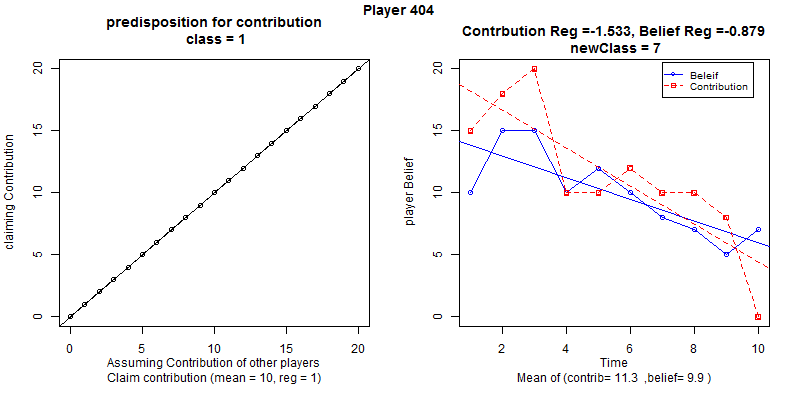 Player 404
predisposition for contribution
class = 1
claiming Contribution
0 5 10 15 20
0 5 10 15 20
Assuming Contribution of other players
Claim contribution (mean = 10, reg = 1)
Contrbution Reg =-1.533, Belief Reg =-0.879
newClass = 7
Beleif
Contribution
player Belief
0 5 10 15 20
2 4 6 8 10
Time
Mean of (contrib= 11.3 ,belief= 9.9 )